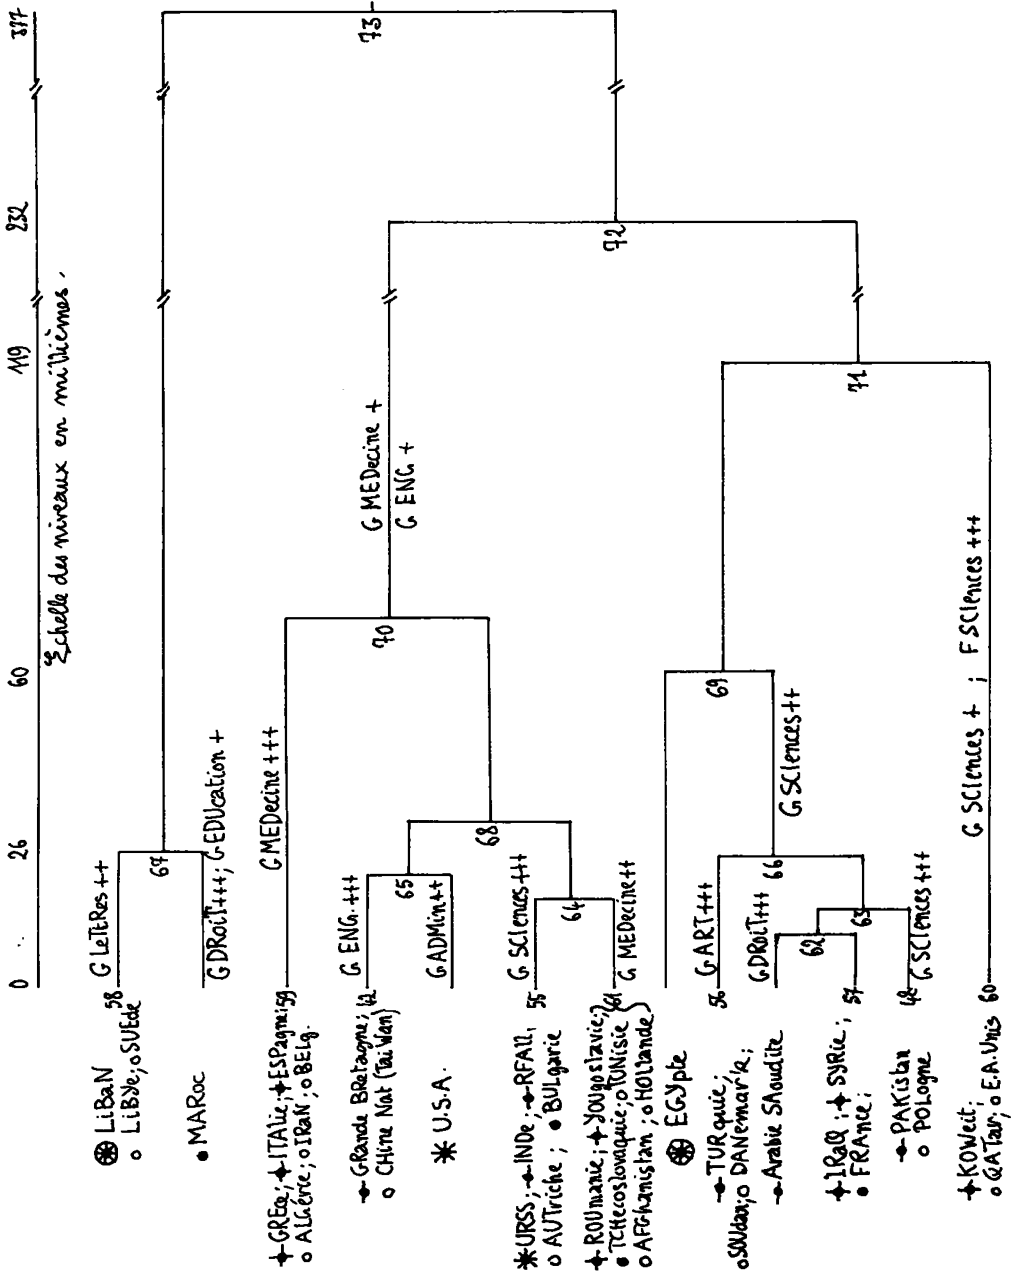 0 26 60 119 232 377
Echelle des niveaux en millièmes.
LiBaN 58 G LeTtRes ++
LiBYe; SUEde
67
MARoc G DRoiT+++; G EDUcation +
73
GREce; ITALie; ESPagne; 59 G MEDecine +++
ALGérie; IRaN; BELg.
70
G MEDecine +
G ENG +
GRande BRetagne; 42 G ENG. +++
CHine Nat (Tai Wan)
65
U.S.A. G ADMin ++
68
URSS; INDe; RFAll; 55 G SCIences +++
AUTriche; BULgarie
64
ROUmanie; YOUgoslavie; 61 G MEDecine ++
TCHecoslovaquie; TUNisie
AFGhanistan; HOLlande
72
EGYpte
69
TURquie; 56 G ART +++
SOUdan; DANemark;
66
G SCIences ++
Arabie SAoudite G DRoiT +++
62
IRaQ; SYRie; 57
FRAnce;
63
71
PAKistan 48 G SCIences +++
POLogne
KOWeit; 60 G SCIences + ; F SCIences +++
QATar; E.A.Unis